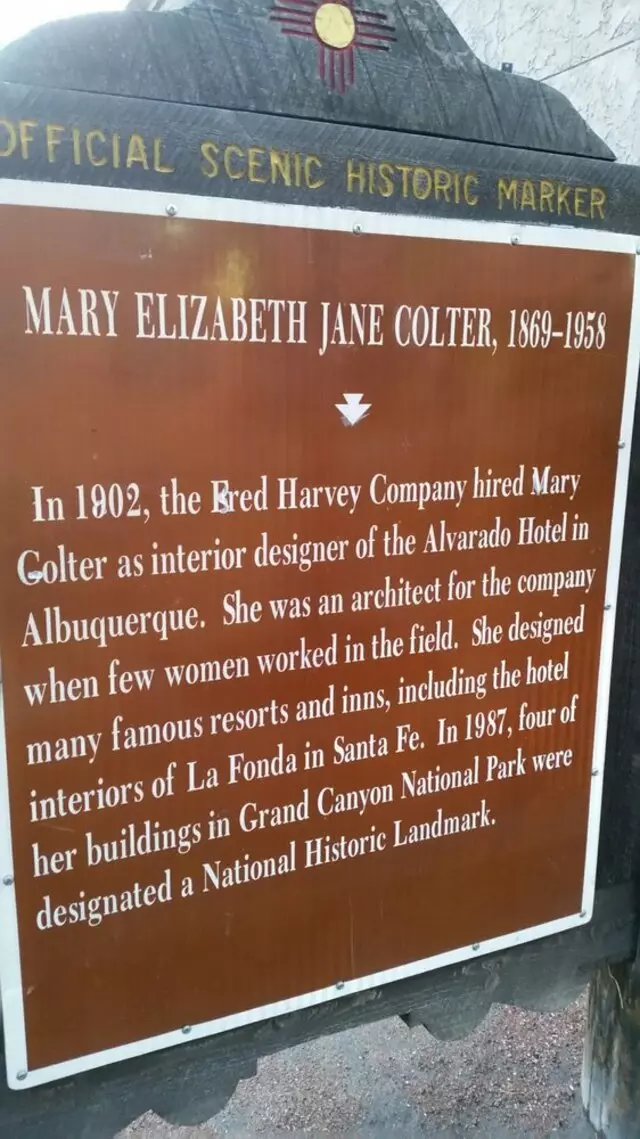 OFFICIAL SCENIC HISTORIC MARKER
MARY ELIZABETH JANE COLTER, 1869–1958
In 1902, the Fred Harvey Company hired Mary
Colter as interior designer of the Alvarado Hotel in
Albuquerque. She was an architect for the company
when few women worked in the field. She designed
many famous resorts and inns, including the hotel
interiors of La Fonda in Santa Fe. In 1987, four of
her buildings in Grand Canyon National Park were
designated a National Historic Landmark.